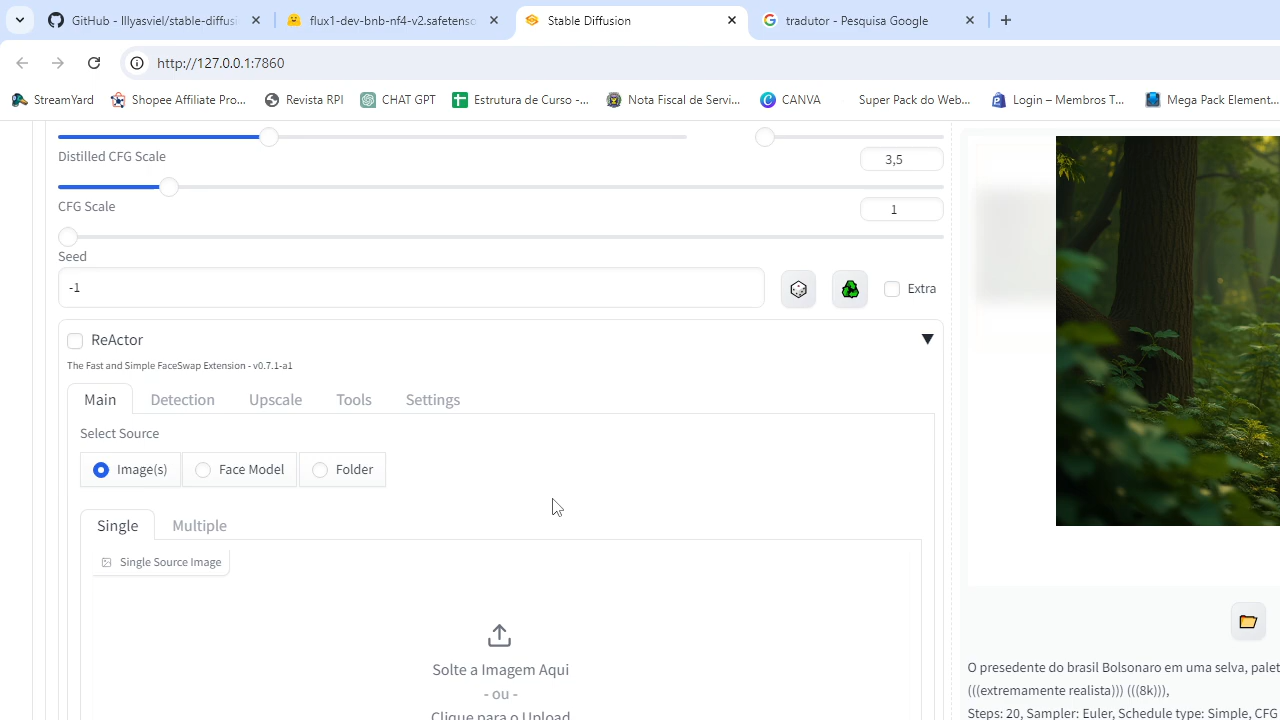 GitHub - lllyasviel/stable-diffus
flux1-dev-bnb-nf4-v2.safetenso
Stable Diffusion
tradutor - Pesquisa Google
http://127.0.0.1:7860
StreamYard
Shopee Affiliate Pro...
Revista RPI
CHAT GPT
Estrutura de Curso -...
Nota Fiscal de Servi...
CANVA
Super Pack do Web...
Login – Membros T...
Mega Pack Element...
Distilled CFG Scale
3,5
CFG Scale
1
Seed
-1
Extra
ReActor
The Fast and Simple FaceSwap Extension - v0.7.1-a1
Main Detection Upscale Tools Settings
Select Source
Image(s) Face Model Folder
Single Multiple
Single Source Image
Solte a Imagem Aqui
- ou -
Clique para o Upload
O presedente do brasil Bolsonaro em uma selva, palet
(((extremamente realista))) (((8k))),
Steps: 20, Sampler: Euler, Schedule type: Simple, CFG